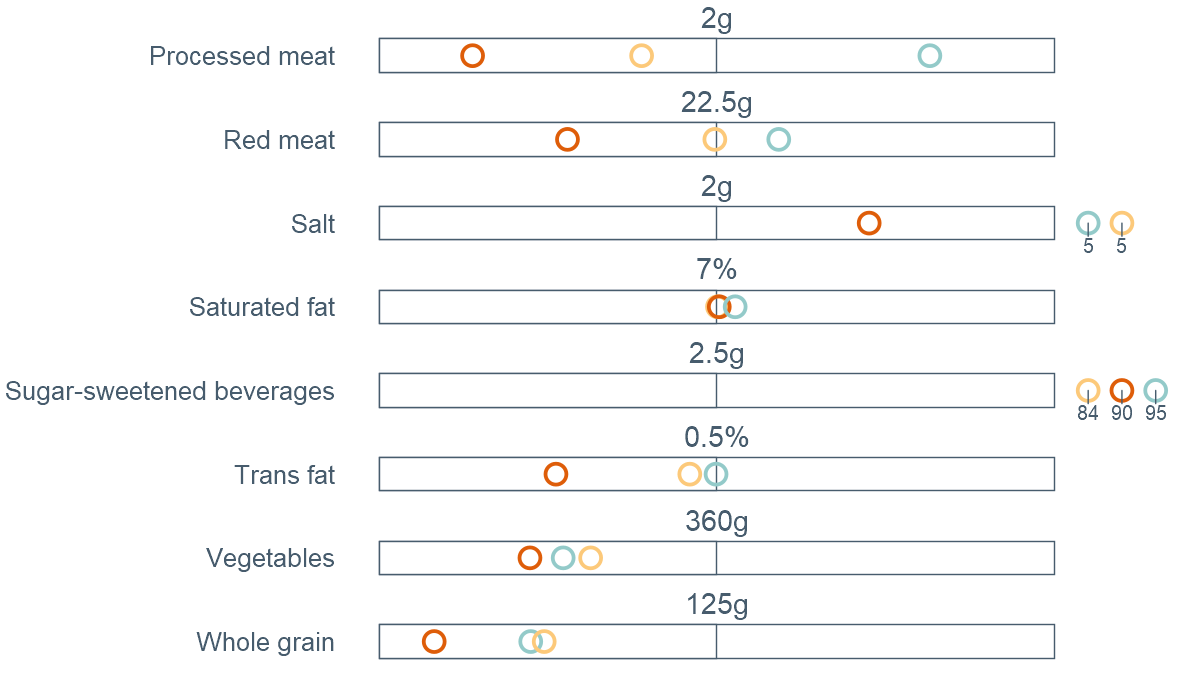 2g
Processed meat
22.5g
Red meat
2g
Salt
5 5
7%
Saturated fat
2.5g
Sugar-sweetened beverages
84 90 95
0.5%
Trans fat
360g
Vegetables
125g
Whole grain